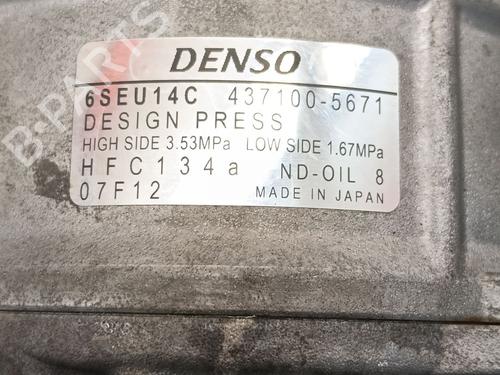 DENSO
6SEU14C 437100-5671
DESIGN PRESS
HIGH SIDE 3.53MPa LOW SIDE 1.67MPa
HFC134a ND-OIL 8
07F12 MADE IN JAPAN
B-PARTS